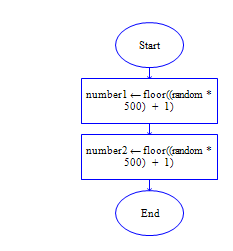 Start
number1 ← floor((random *
500) + 1)
number2 ← floor((random *
500) + 1)
End